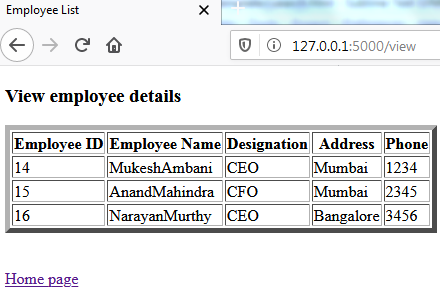 Employee List
127.0.0.1:5000/view
View employee details
Employee ID Employee Name Designation Address Phone
14 MukeshAmbani CEO Mumbai 1234
15 AnandMahindra CFO Mumbai 2345
16 NarayanMurthy CEO Bangalore 3456
Home page